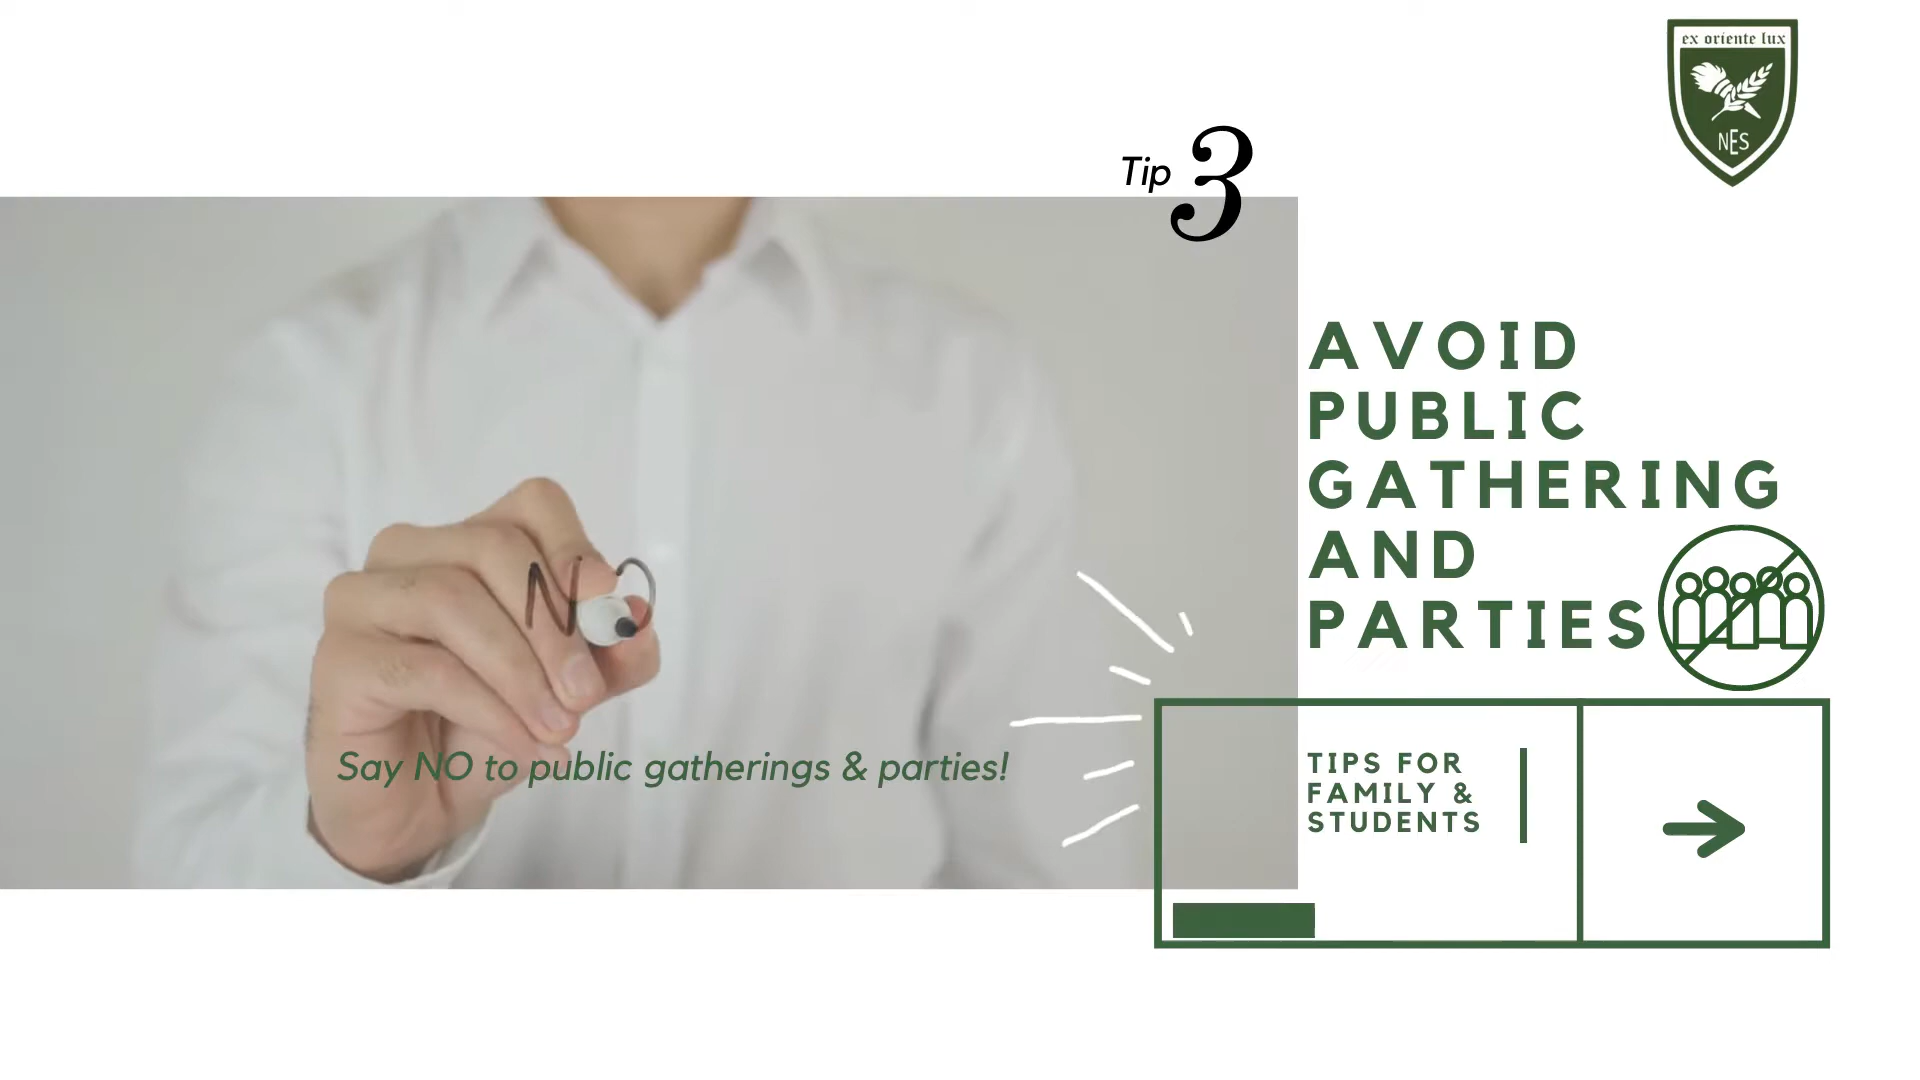 ex oriente lux
NES
Tip 3
AVOID
PUBLIC
GATHERING
AND
PARTIES
NO
Say NO to public gatherings & parties!
TIPS FOR
FAMILY &
STUDENTS